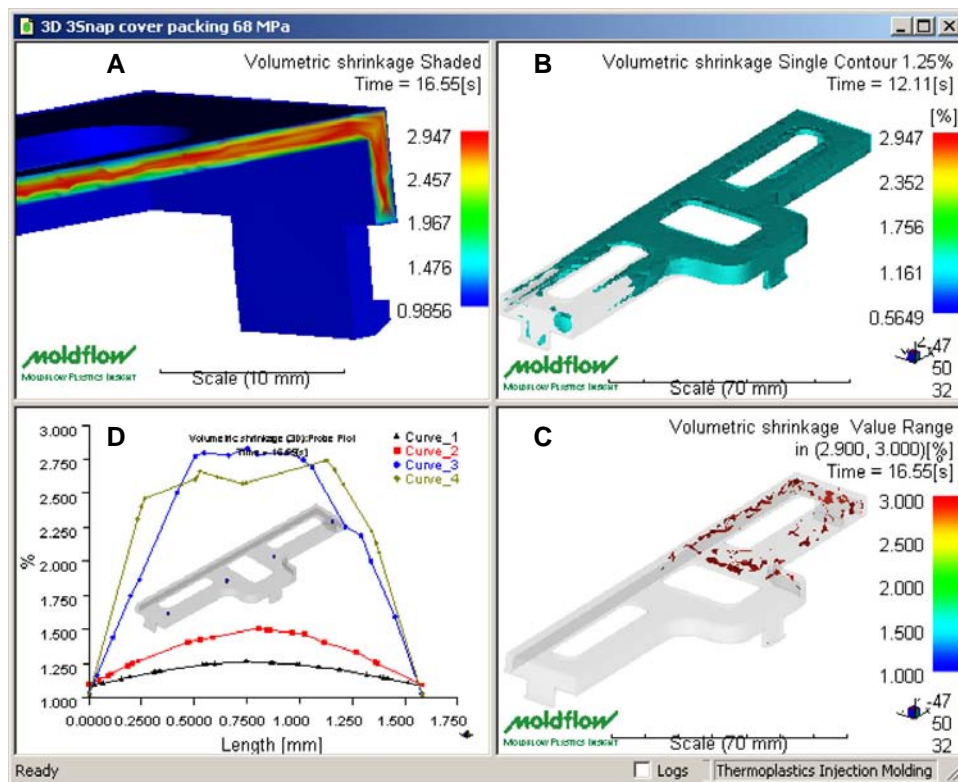 3D 3Snap cover packing 68 MPa
A
Volumetric shrinkage Shaded
Time = 16.55[s]
2.947
2.457
1.967
1.476
0.9856
moldflow
MOLDFLOW PLASTICS INSIGHT
Scale (10 mm)
B
Volumetric shrinkage Single Contour 1.25%
Time = 12.11[s]
[%]
2.947
2.352
1.756
1.161
0.5649
moldflow
MOLDFLOW PLASTICS INSIGHT
Scale (70 mm)
-47
50
32
D
Volumetric shrinkage (3D):Probe Plot
Curve_1
Curve_2
Curve_3
Curve_4
%
3.000
2.750
2.500
2.250
2.000
1.750
1.500
1.250
1.000
0.0000
0.2500
0.5000
0.7500
1.000
1.250
1.500
1.750
Length [mm]
C
Volumetric shrinkage Value Range
in (2.900, 3.000)[%]
Time = 16.55[s]
3.000
2.500
2.000
1.500
1.000
moldflow
MOLDFLOW PLASTICS INSIGHT
Scale (70 mm)
-47
50
32
Ready
Logs
Thermoplastics Injection Molding